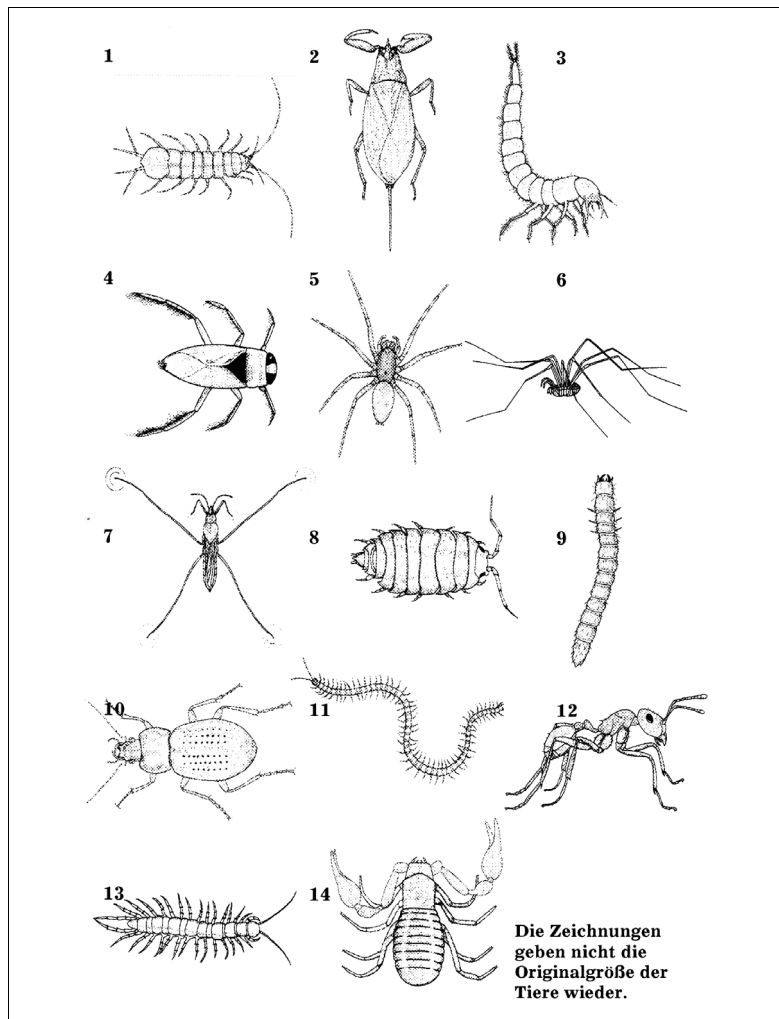 1 2 3
4 5 6
7 8 9
10 11 12
13 14
Die Zeichnungen
geben nicht die
Originalgröße der
Tiere wieder.